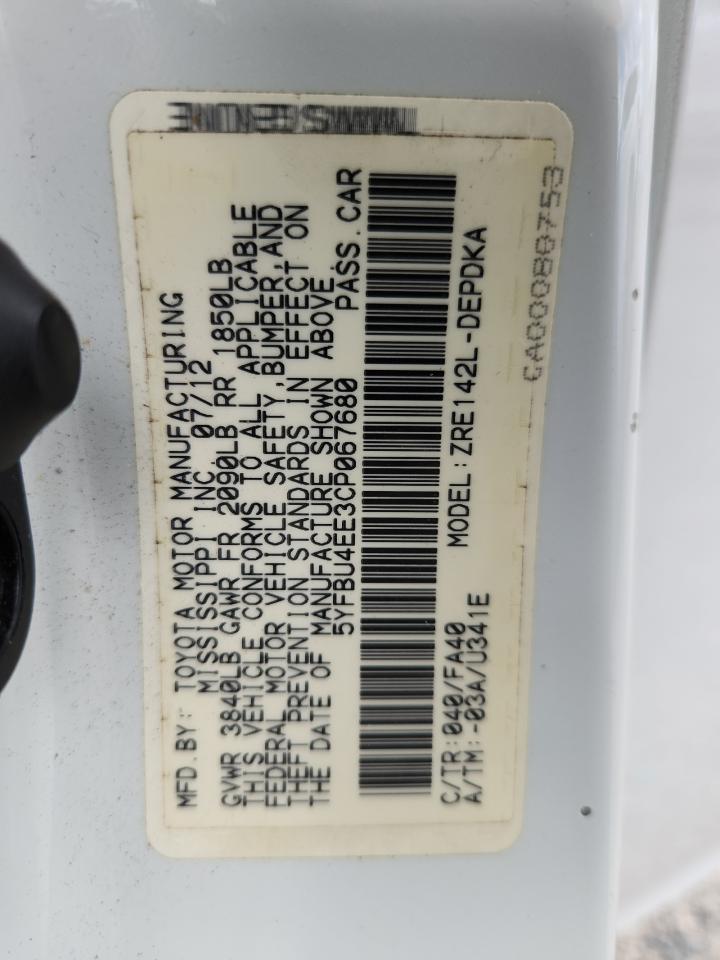 MFD.BY: TOYOTA MOTOR MANUFACTURING
MISSISSIPPI INC 07/12
GVWR 3840LB GAWR FR 2090LB RR 1850LB
THIS VEHICLE CONFORMS TO ALL APPLICABLE
FEDERAL MOTOR VEHICLE SAFETY,BUMPER,AND
THEFT PREVENTION STANDARDS IN EFFECT ON
THE DATE OF MANUFACTURE SHOWN ABOVE.
5YFBU4EE3CP067680 PASS.CAR
C/TR:040/FA40 MODEL:ZRE142L-DEPDKA
A/TM:-03A/U341E
CA00080753